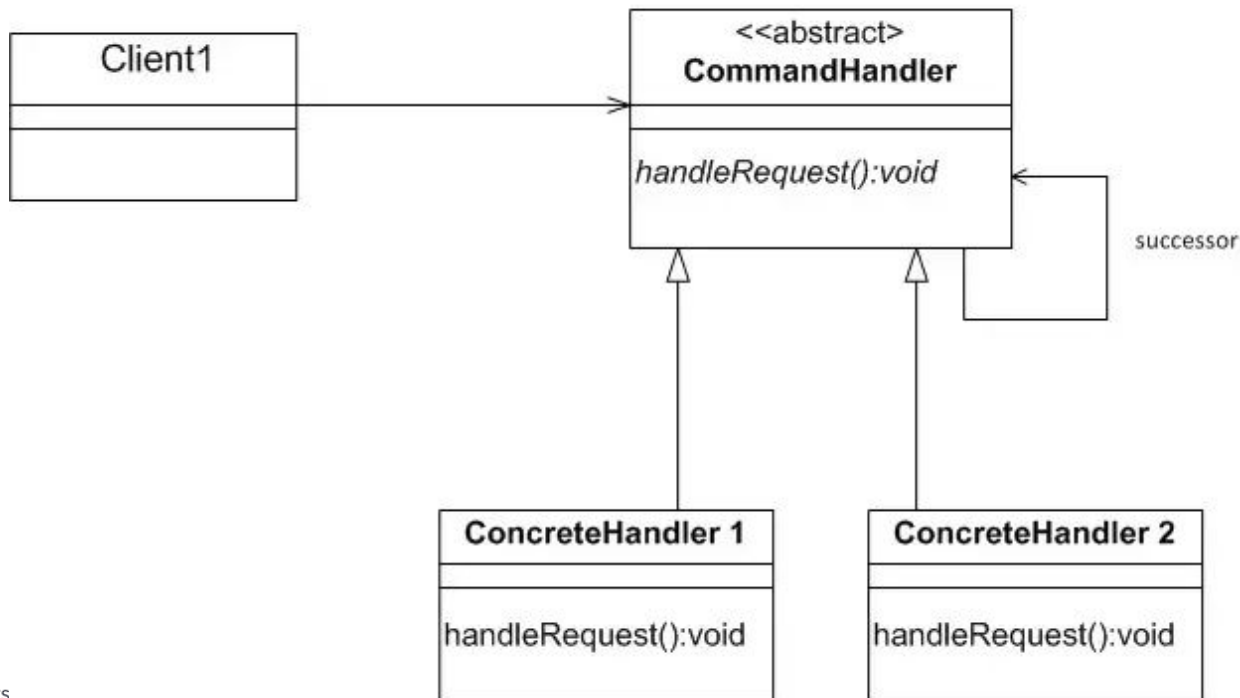 Client1
<<abstract>
CommandHandler
handleRequest():void
successor
ConcreteHandler 1
ConcreteHandler 2
handleRequest():void
handleRequest():void